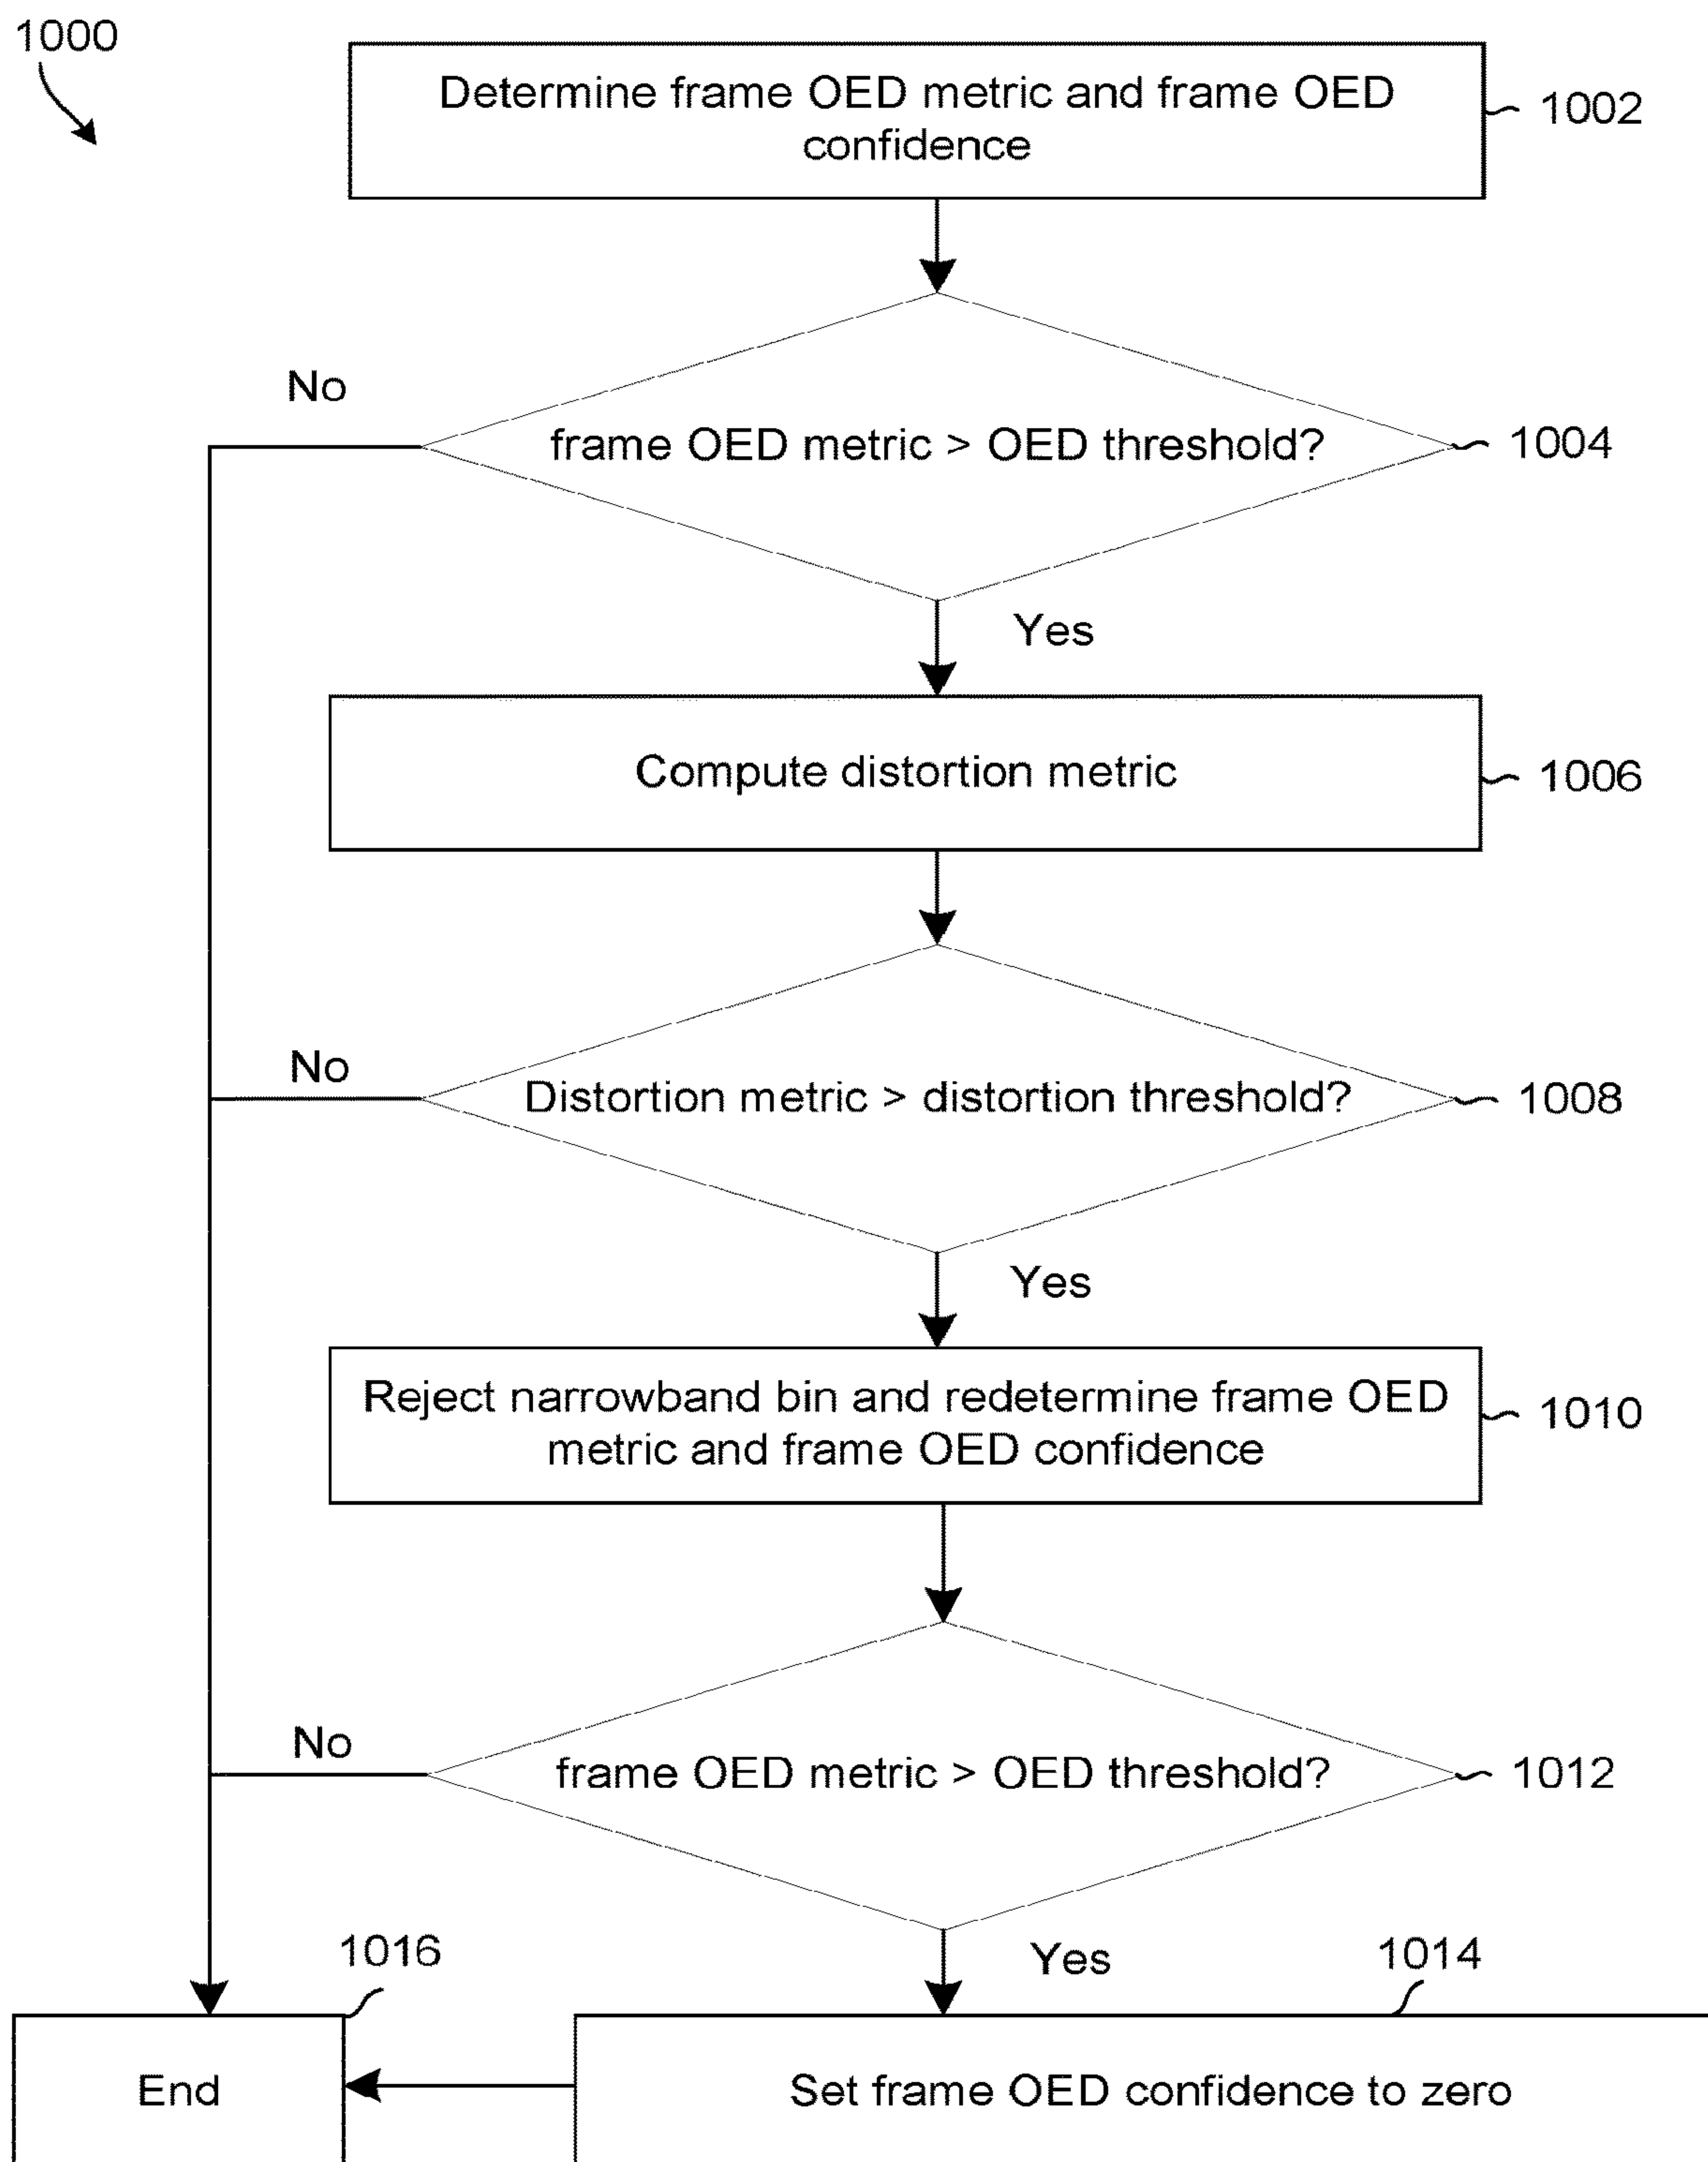 1000
Determine frame OED metric and frame OED
confidence
1002
No
frame OED metric > OED threshold?
1004
Yes
Compute distortion metric
1006
No
Distortion metric > distortion threshold?
1008
Yes
Reject narrowband bin and redetermine frame OED
metric and frame OED confidence
1010
No
frame OED metric > OED threshold?
1012
Yes
1016
1014
End
Set frame OED confidence to zero